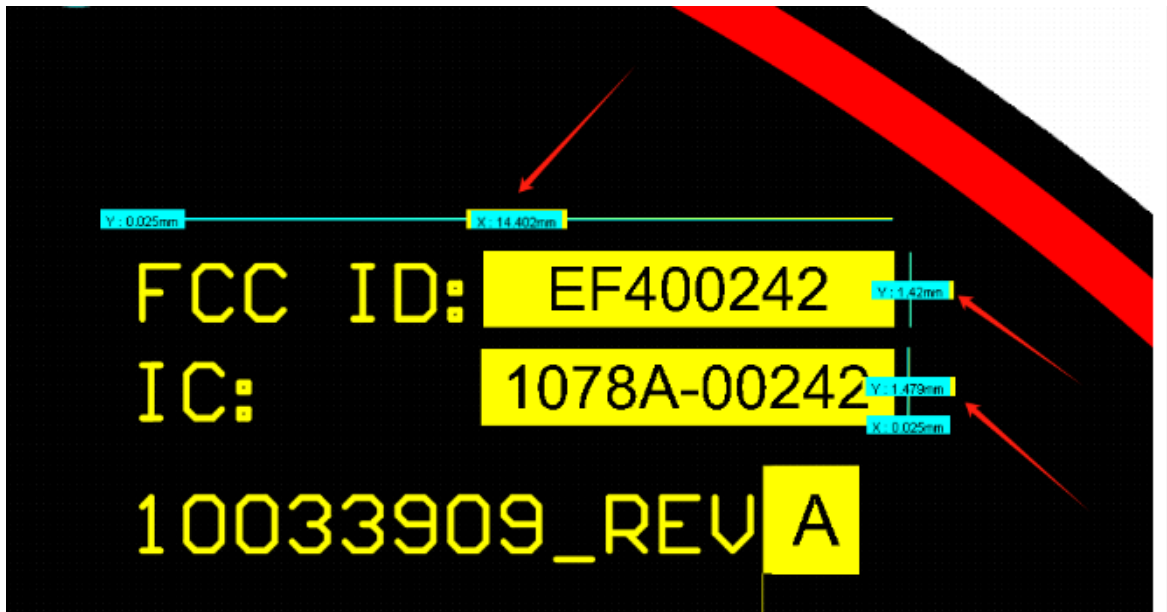 Y : 0.025mm X : 14.402mm
FCC ID: EF400242 Y : 1.42mm
IC: 1078A-00242 Y : 1.479mm
X : 0.025mm
10033909_REV A